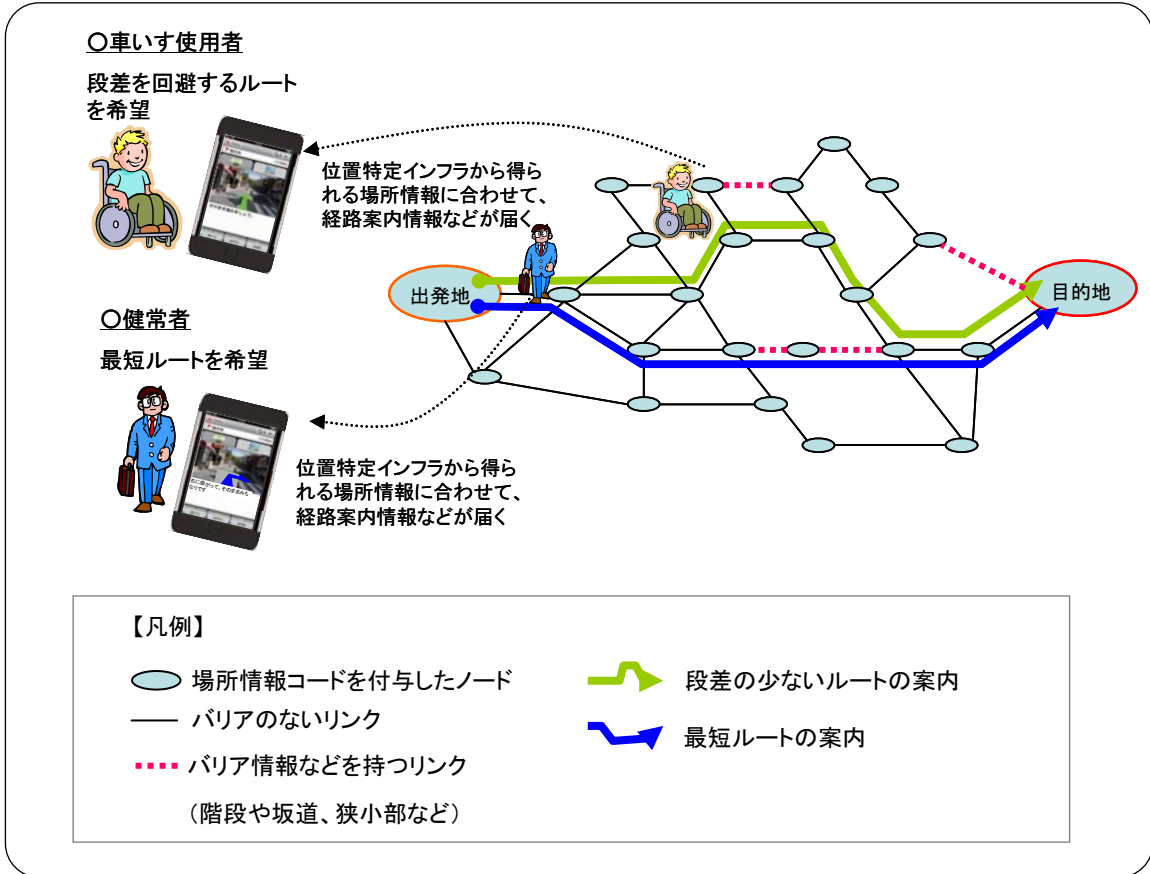 〇車いす使用者
段差を回避するルート
を希望
位置特定インフラから得ら
れる場所情報に合わせて、
経路案内情報などが届く
出発地
目的地
〇健常者
最短ルートを希望
位置特定インフラから得ら
れる場所情報に合わせて、
経路案内情報などが届く
【凡例】
場所情報コードを付与したノード
バリアのないリンク
バリア情報などを持つリンク
（階段や坂道、狭小部など）
段差の少ないルートの案内
最短ルートの案内